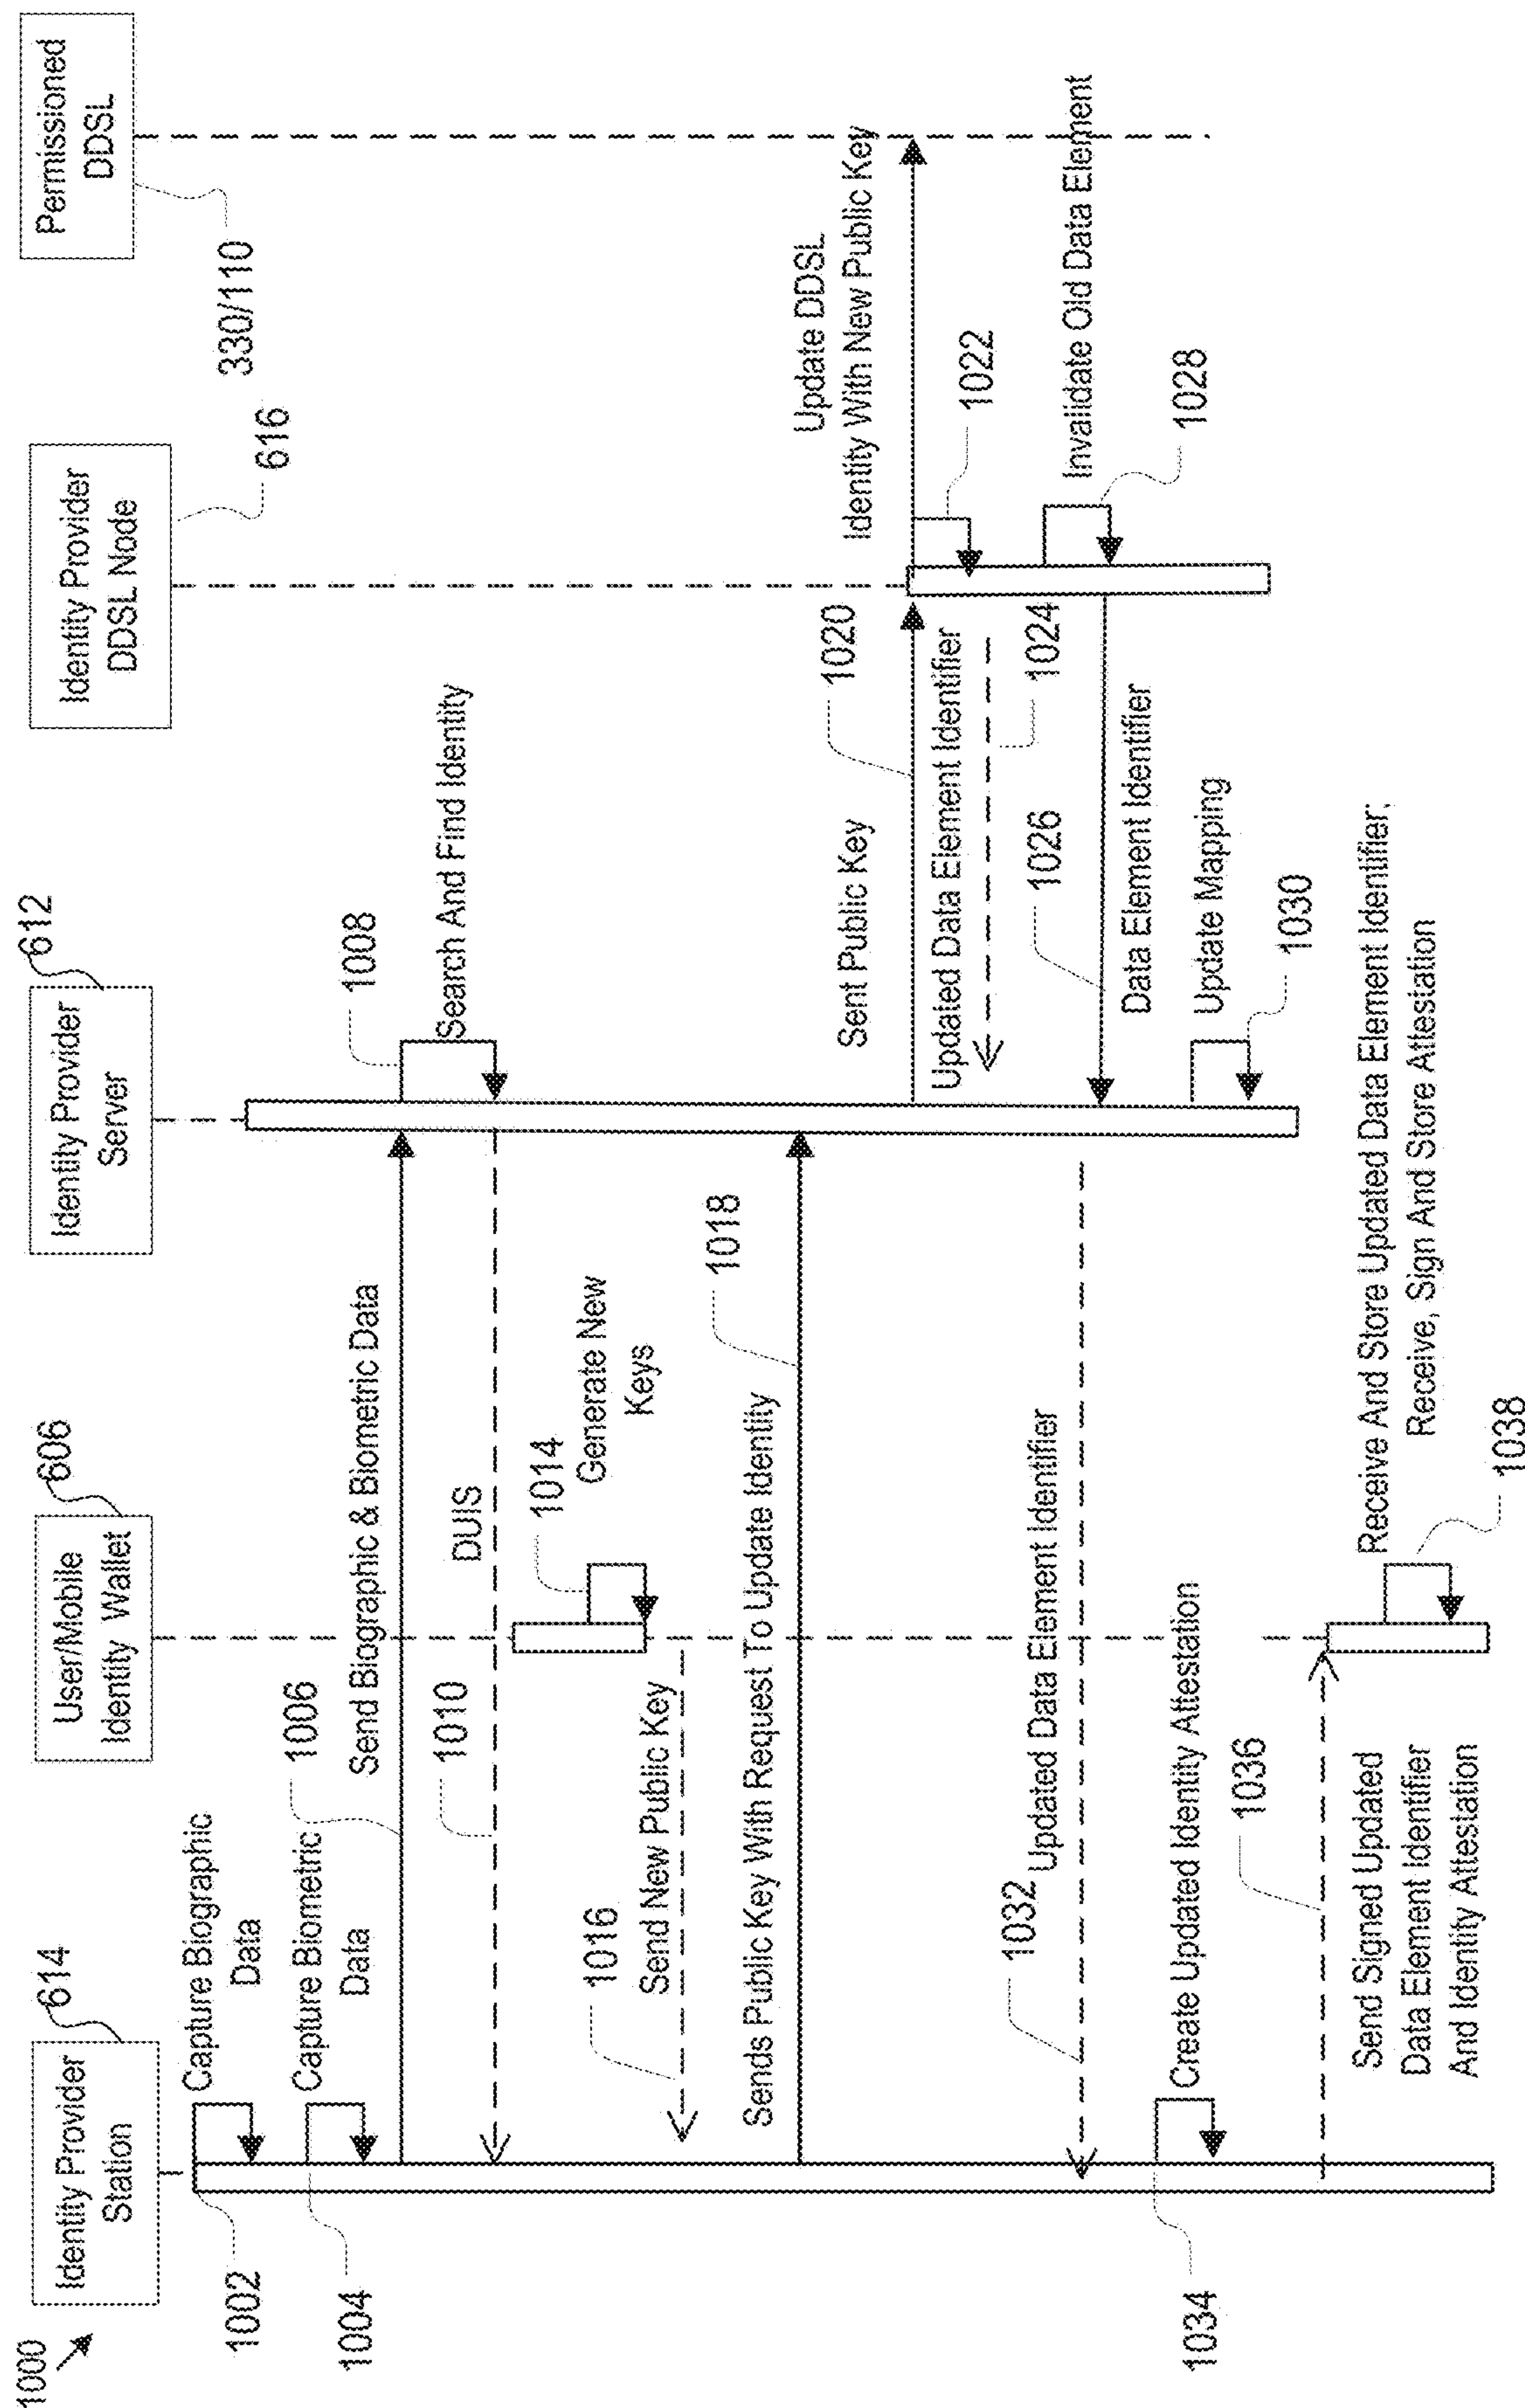 1000
Identity Provider
Station
614
User/Mobile
Identity Wallet
606
Identity Provider
Server
612
Identity Provider
DDSL Node
616
Permissioned
DDSL
330/110
1002
Capture Biographic
Data
1004
Capture Biometric
Data
1006
Send Biographic & Biometric Data
1008
Search And Find Identity
1010
DUIS
1014
Generate New
Keys
1016
Send New Public Key
Sends Public Key With Request To Update Identity
1018
Sent Public Key
1020
Update DDSL
Identity With New Public Key
1022
Updated Data Element Identifier
1024
1026
Data Element Identifier
Invalidate Old Data Element
1028
Update Mapping
1030
1032
Updated Data Element Identifier
1034
Create Updated Identity Attestation
1036
Send Signed Updated
Data Element Identifier
And Identity Attestation
Receive And Store Updated Data Element Identifier;
Receive, Sign And Store Attestation
1038